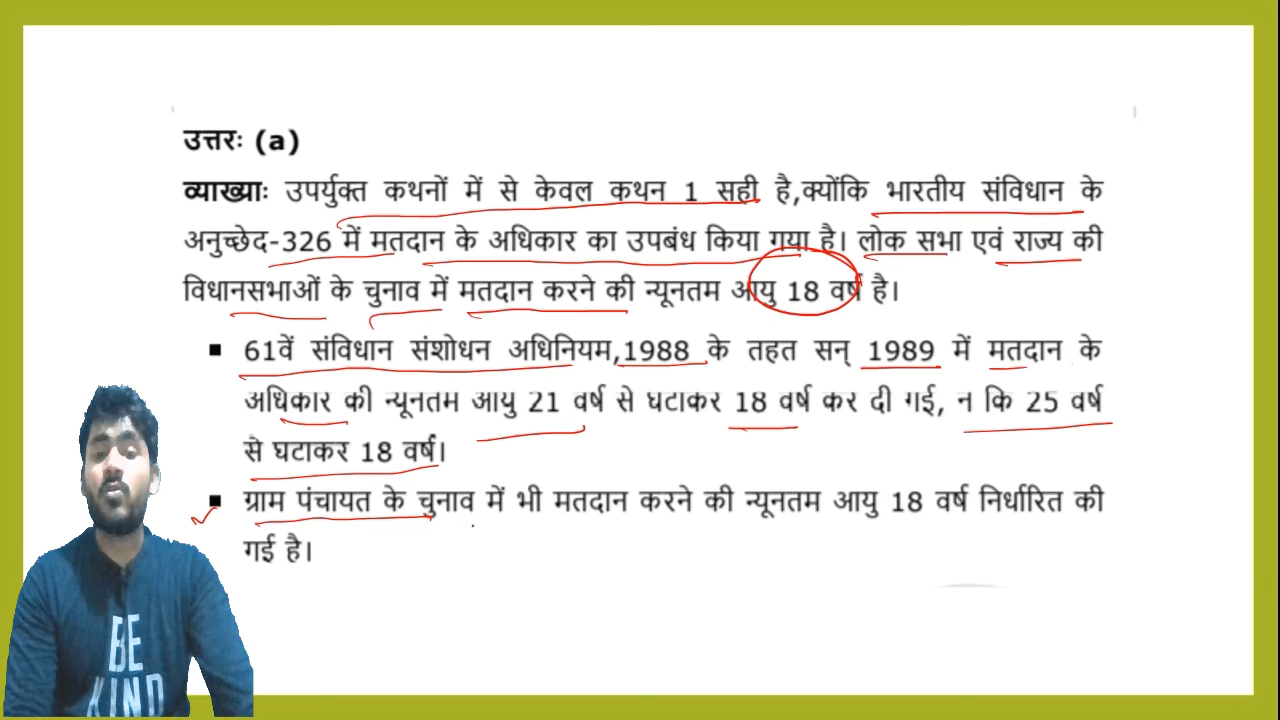 उत्तरः (a)
व्याख्याः उपर्युक्त कथनों में से केवल कथन 1 सही है,क्योंकि भारतीय संविधान के
अनुच्छेद-326 में मतदान के अधिकार का उपबंध किया गया है। लोक सभा एवं राज्य की
विधानसभाओं के चुनाव में मतदान करने की न्यूनतम आयु 18 वर्ष है।
▪ 61वें संविधान संशोधन अधिनियम,1988 के तहत सन् 1989 में मतदान के
अधिकार की न्यूनतम आयु 21 वर्ष से घटाकर 18 वर्ष कर दी गई, न कि 25 वर्ष
से घटाकर 18 वर्ष।
▪ ग्राम पंचायत के चुनाव में भी मतदान करने की न्यूनतम आयु 18 वर्ष निर्धारित की
गई है।
BE
KIND